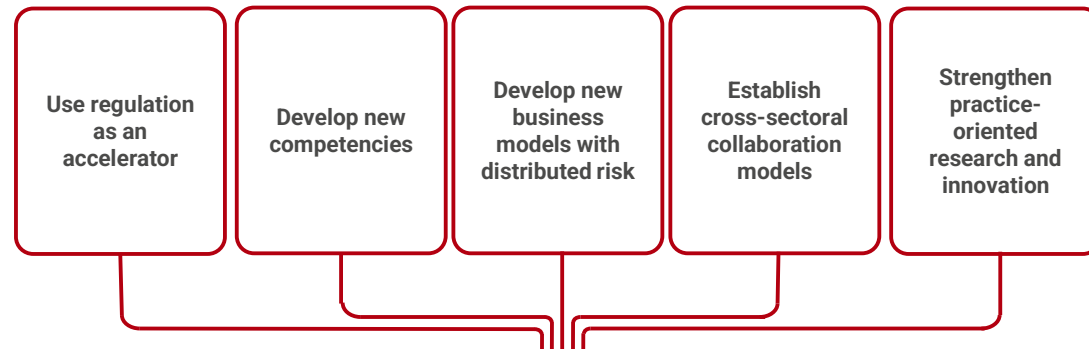 Use regulation
as an
accelerator
Develop new
competencies
Develop new
business
models with
distributed risk
Establish
cross-sectoral
collaboration
models
Strengthen
practice-
oriented
research and
innovation